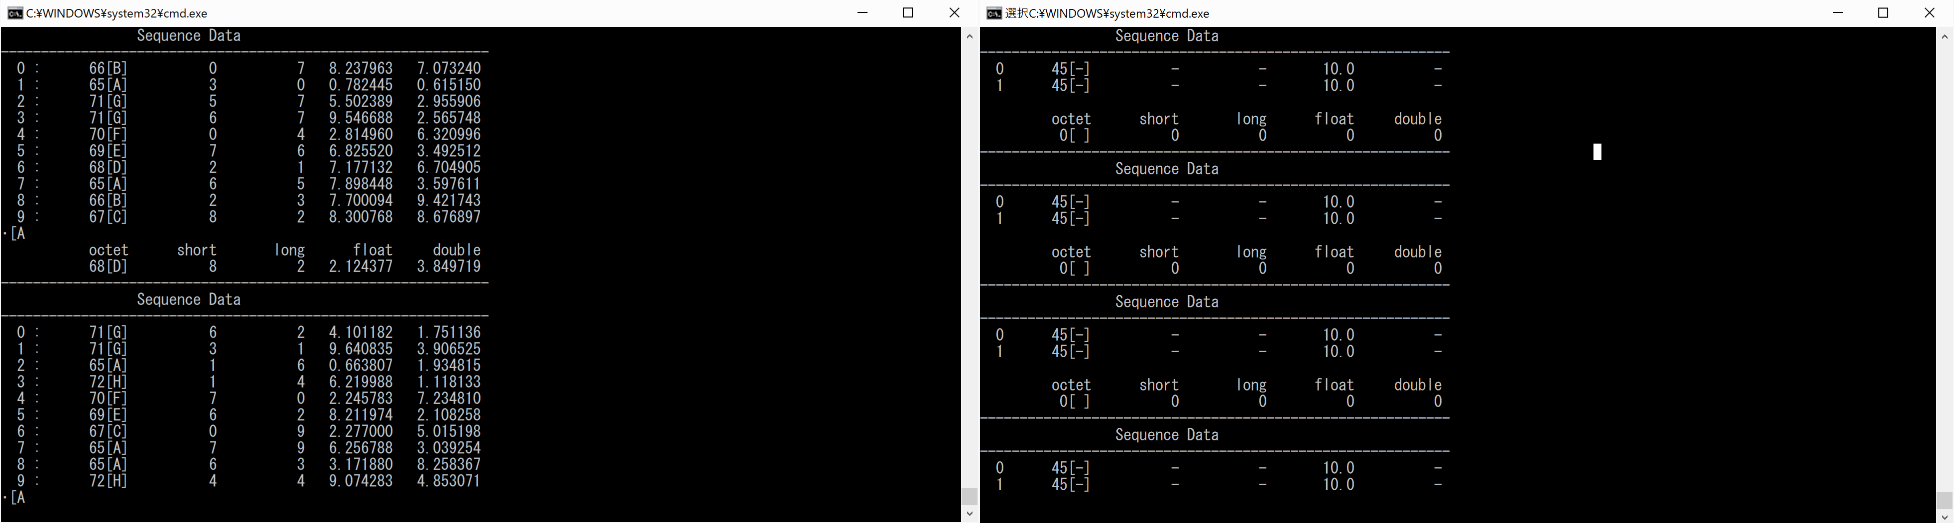 C:¥WINDOWS¥system32¥cmd.exe
Sequence Data
0 : 66[B] 0 7 8.237963 7.073240
1 : 65[A] 3 0 0.782445 0.615150
2 : 71[G] 5 7 5.502389 2.955906
3 : 71[G] 6 7 9.546688 2.565748
4 : 70[F] 0 4 2.814960 6.320996
5 : 69[E] 7 6 6.825520 3.492512
6 : 68[D] 2 1 7.177132 6.704905
7 : 65[A] 6 5 7.898448 3.597611
8 : 66[B] 2 3 7.700094 9.421743
9 : 67[C] 8 2 8.300768 8.676897
·[A
octet short long float double
68[D] 8 2 2.124377 3.849719
Sequence Data
0 : 71[G] 6 2 4.101182 1.751136
1 : 71[G] 3 1 9.640835 3.906525
2 : 65[A] 1 6 0.663807 1.934815
3 : 72[H] 1 4 6.219988 1.118133
4 : 70[F] 7 0 2.245783 7.234810
5 : 69[E] 6 2 8.211974 2.108258
6 : 67[C] 0 9 2.277000 5.015198
7 : 65[A] 7 9 6.256788 3.039254
8 : 65[A] 6 3 3.171880 8.258367
9 : 72[H] 4 4 9.074283 4.853071
·[A
選択C:¥WINDOWS¥system32¥cmd.exe
Sequence Data
0 45[-] - - 10.0 -
1 45[-] - - 10.0 -
octet short long float double
0[ ] 0 0 0 0
Sequence Data
0 45[-] - - 10.0 -
1 45[-] - - 10.0 -
octet short long float double
0[ ] 0 0 0 0
Sequence Data
0 45[-] - - 10.0 -
1 45[-] - - 10.0 -
octet short long float double
0[ ] 0 0 0 0
Sequence Data
0 45[-] - - 10.0 -
1 45[-] - - 10.0 -